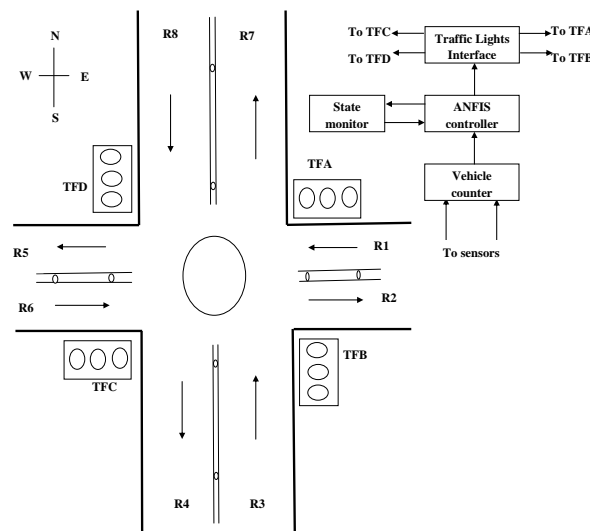 N
W E
S
R8 R7
To TFC
To TFD
Traffic Lights
Interface
To TFA
To TFB
State
monitor
ANFIS
controller
Vehicle
counter
To sensors
TFD
TFA
R5
R6
R1
R2
TFC
TFB
R4 R3